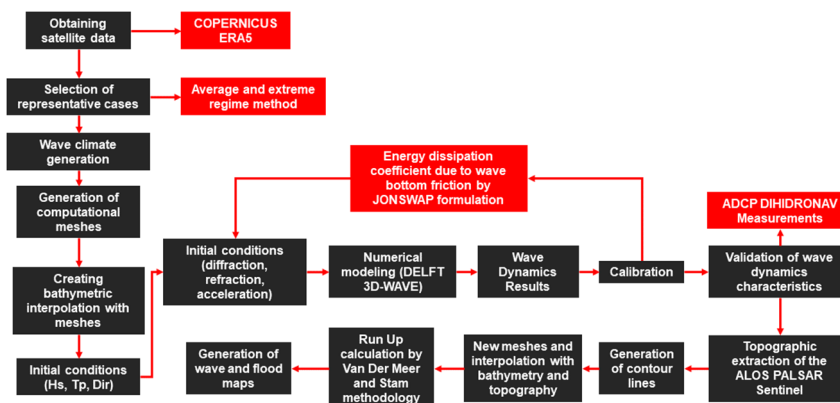 Obtaining
satellite data
COPERNICUS
ERA5
Selection of
representative cases
Average and extreme
regime method
Wave climate
generation
Generation of
computational
meshes
Creating
bathymetric
interpolation with
meshes
Initial conditions
(Hs, Tp, Dir)
Initial conditions
(diffraction,
refraction,
acceleration)
Energy dissipation
coefficient due to wave
bottom friction by
JONSWAP formulation
Numerical
modeling (DELFT
3D-WAVE)
Wave
Dynamics
Results
Calibration
ADCP DIHIDRONAV
Measurements
Validation of wave
dynamics
characteristics
Topographic
extraction of the
ALOS PALSAR
Sentinel
Generation
of contour
lines
New meshes and
interpolation with
bathymetry and
topography
Run Up
calculation by
Van Der Meer
and Stam
methodology
Generation of
wave and flood
maps